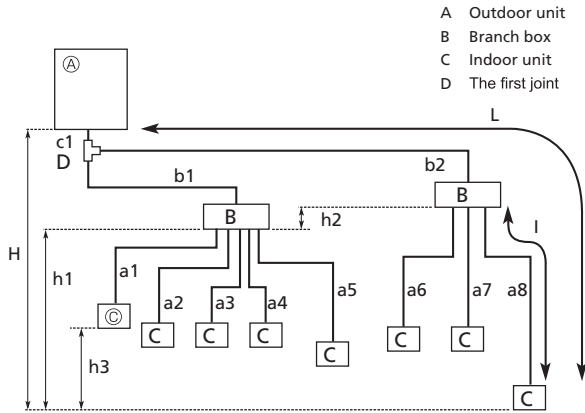 A Outdoor unit
B Branch box
C Indoor unit
D The first joint
Ⓐ
L
c1
D
b2
b1
B
B
h2
H
I
h1
a1
a2
a3
a4
a5
a6
a7
a8
Ⓒ
C
C
C
C
C
C
h3
C